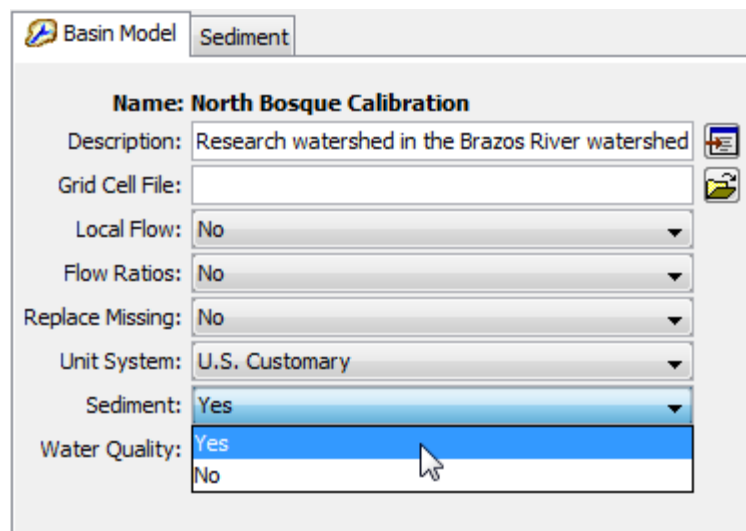 Basin Model Sediment
Name: North Bosque Calibration
Description: Research watershed in the Brazos River watershed
Grid Cell File:
Local Flow: No
Flow Ratios: No
Replace Missing: No
Unit System: U.S. Customary
Sediment: Yes
Water Quality: Yes
No